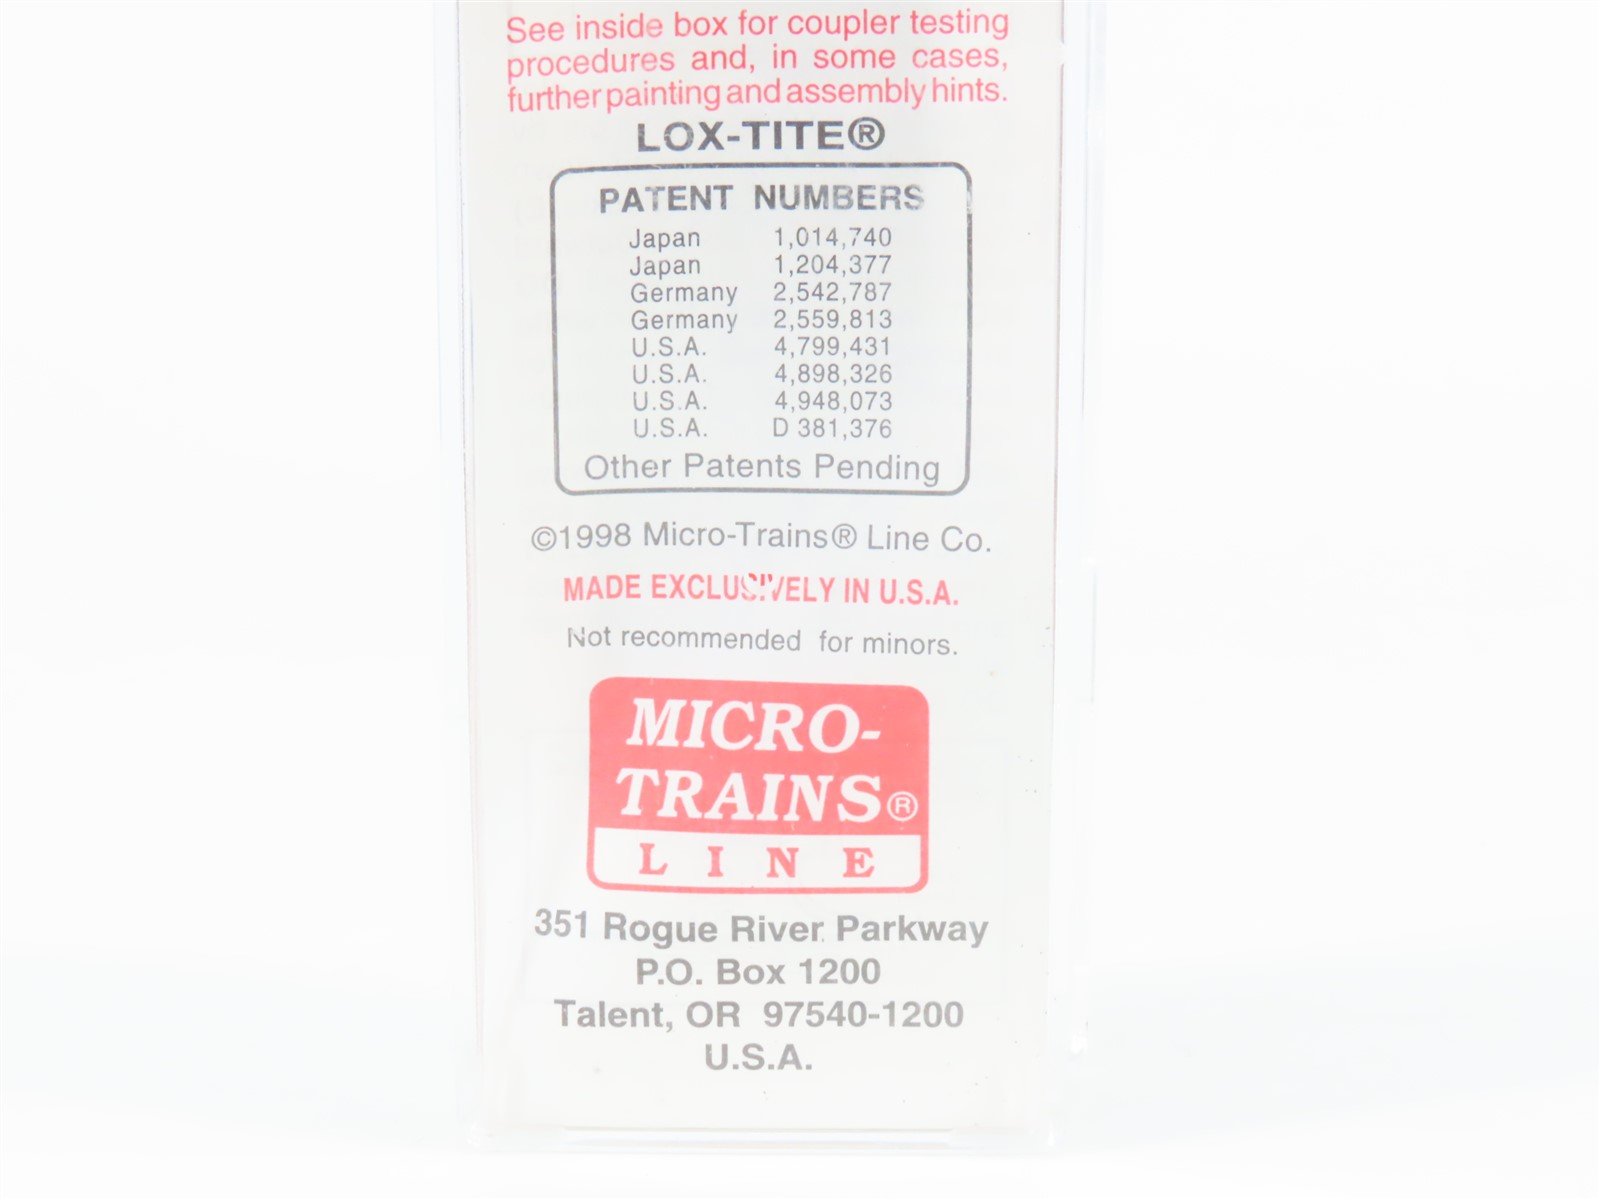 See inside box for coupler testing
procedures and, in some cases,
further painting and assembly hints.
LOX-TITE®
PATENT NUMBERS
Japan 1,014,740
Japan 1,204,377
Germany 2,542,787
Germany 2,559,813
U.S.A. 4,799,431
U.S.A. 4,898,326
U.S.A. 4,948,073
U.S.A. D 381,376
Other Patents Pending
©1998 Micro-Trains® Line Co.
MADE EXCLUSIVELY IN U.S.A.
Not recommended for minors.
MICRO-
TRAINS®
LINE
351 Rogue River Parkway
P.O. Box 1200
Talent, OR 97540-1200
U.S.A.